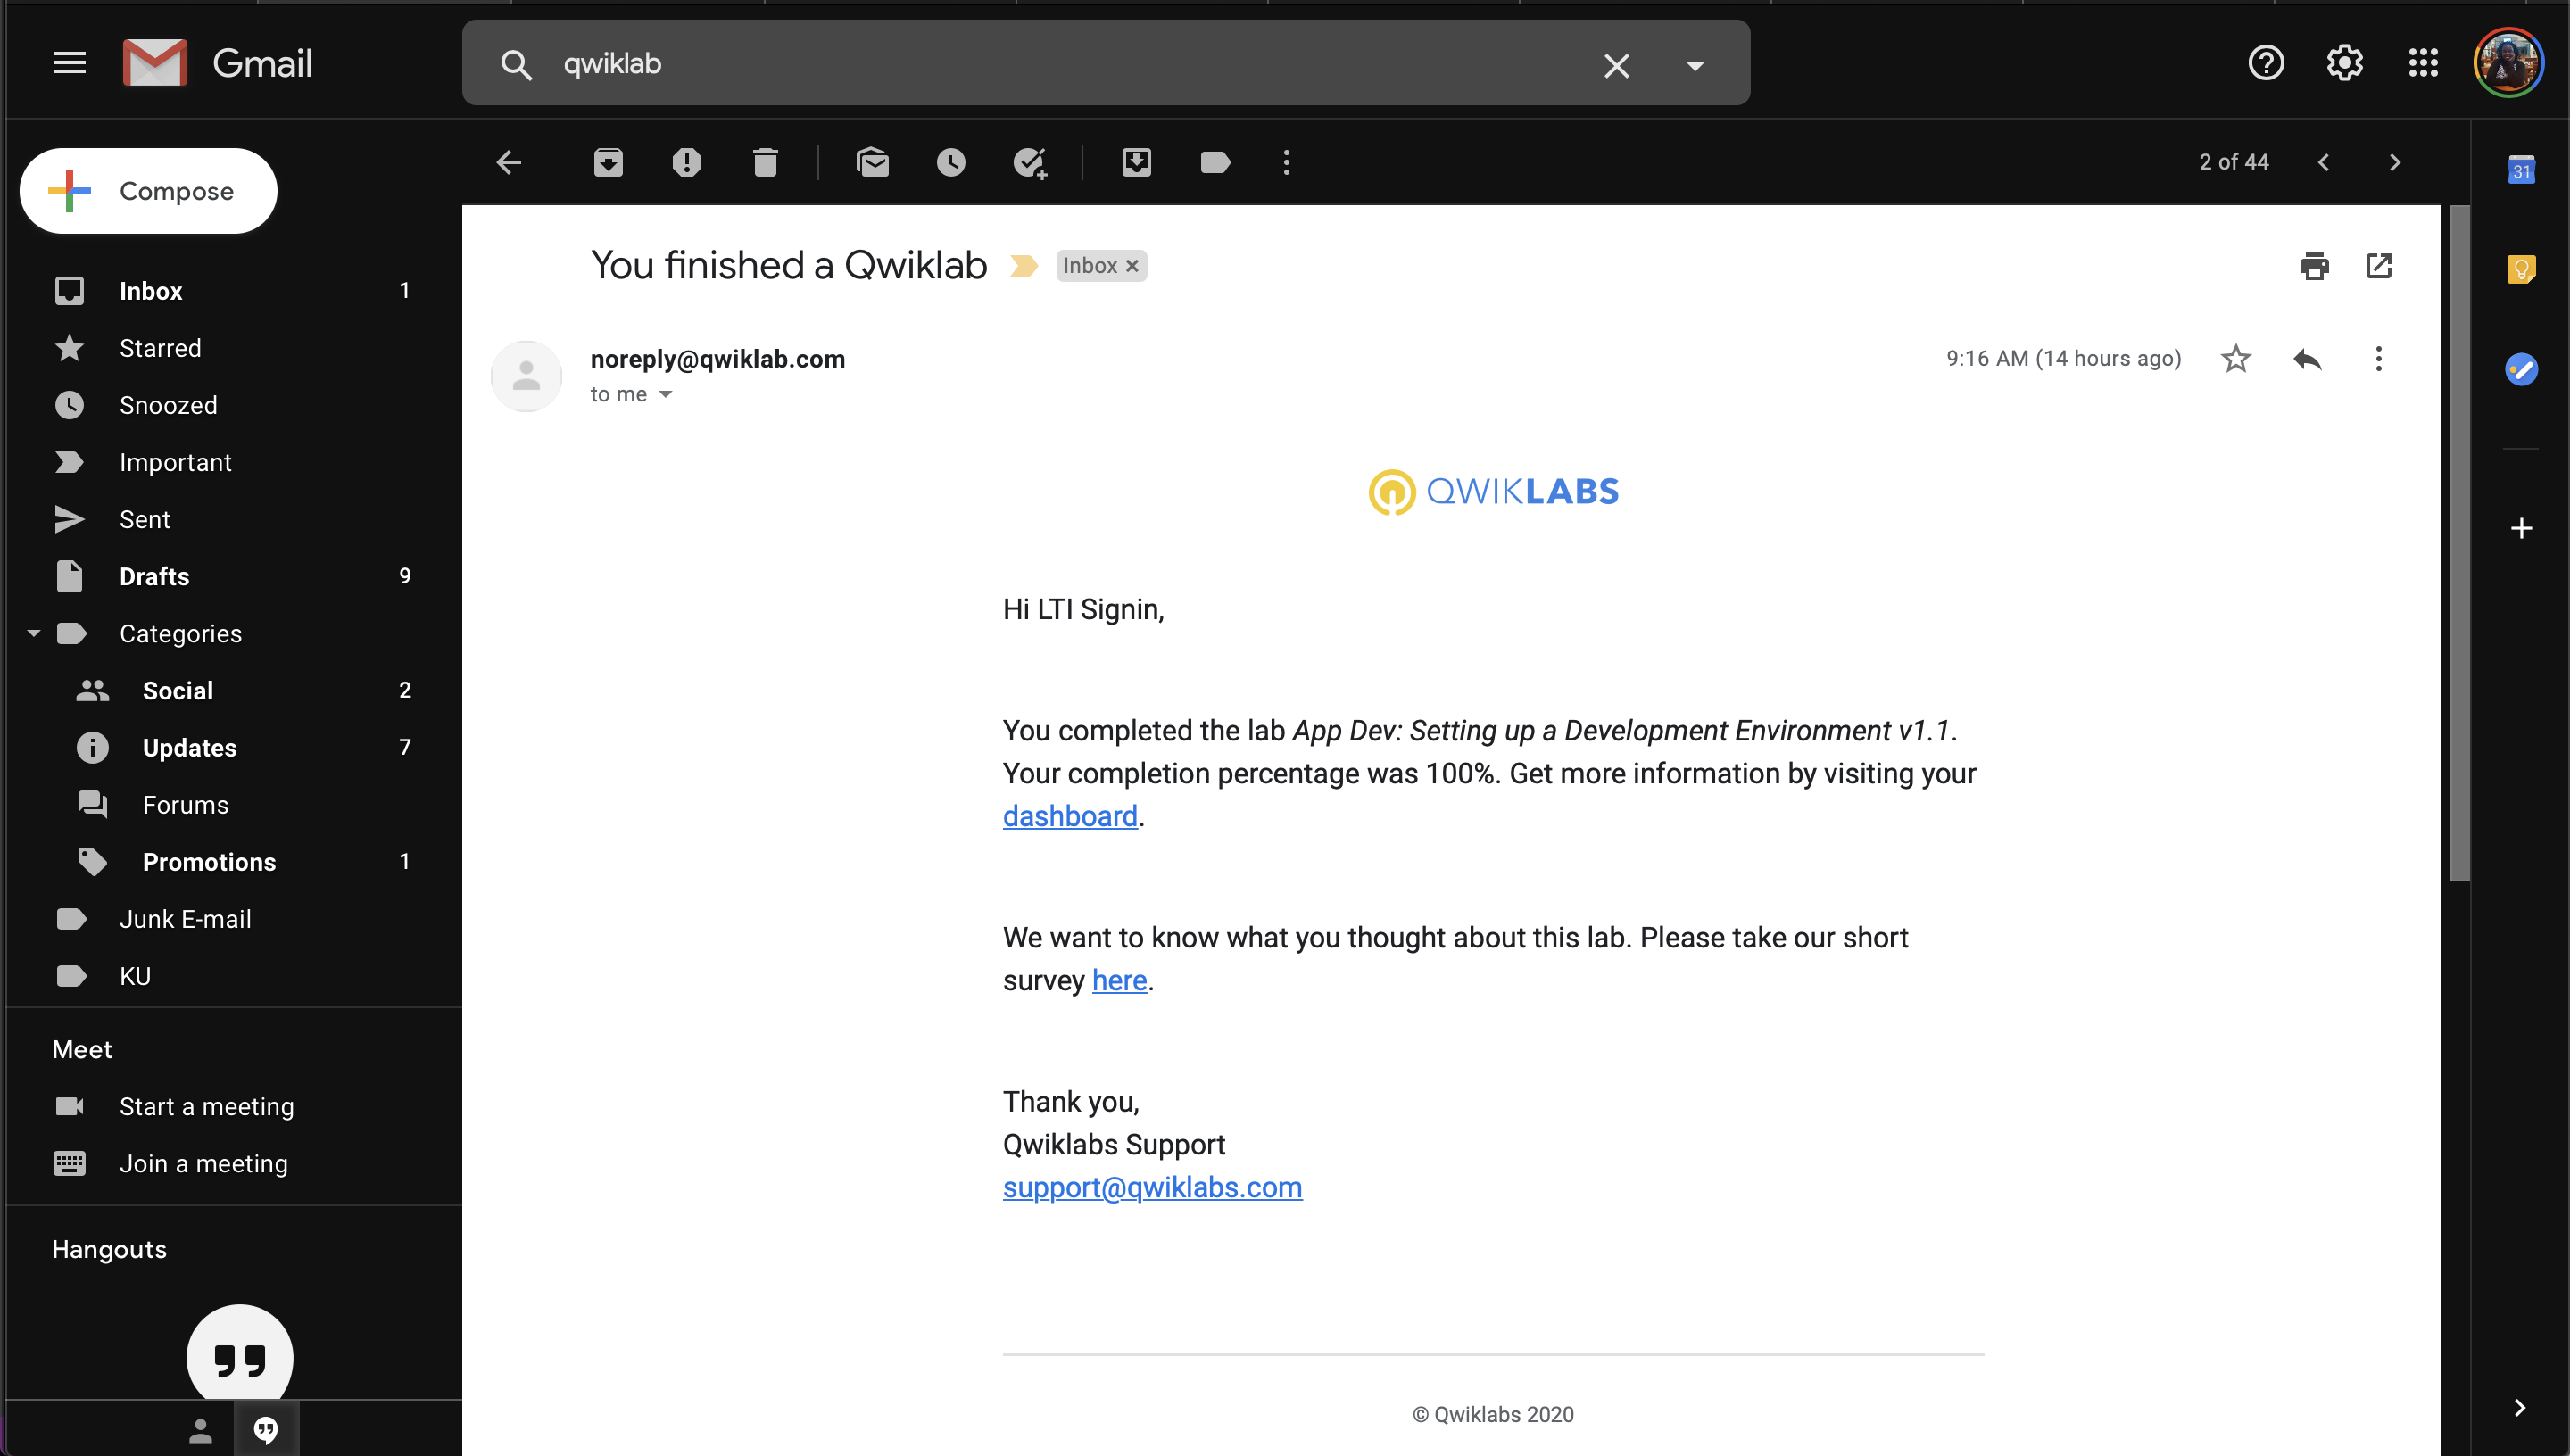 Gmail
qwiklab
Compose
2 of 44
31
Inbox 1
Starred
Snoozed
Important
Sent
Drafts 9
Categories
Social 2
Updates 7
Forums
Promotions 1
Junk E-mail
KU
Meet
Start a meeting
Join a meeting
Hangouts
You finished a Qwiklab Inbox x
noreply@qwiklab.com 9:16 AM (14 hours ago)
to me
QWIKLABS
Hi LTI Signin,
You completed the lab App Dev: Setting up a Development Environment v1.1.
Your completion percentage was 100%. Get more information by visiting your
dashboard.
We want to know what you thought about this lab. Please take our short
survey here.
Thank you,
Qwiklabs Support
support@qwiklabs.com
© Qwiklabs 2020